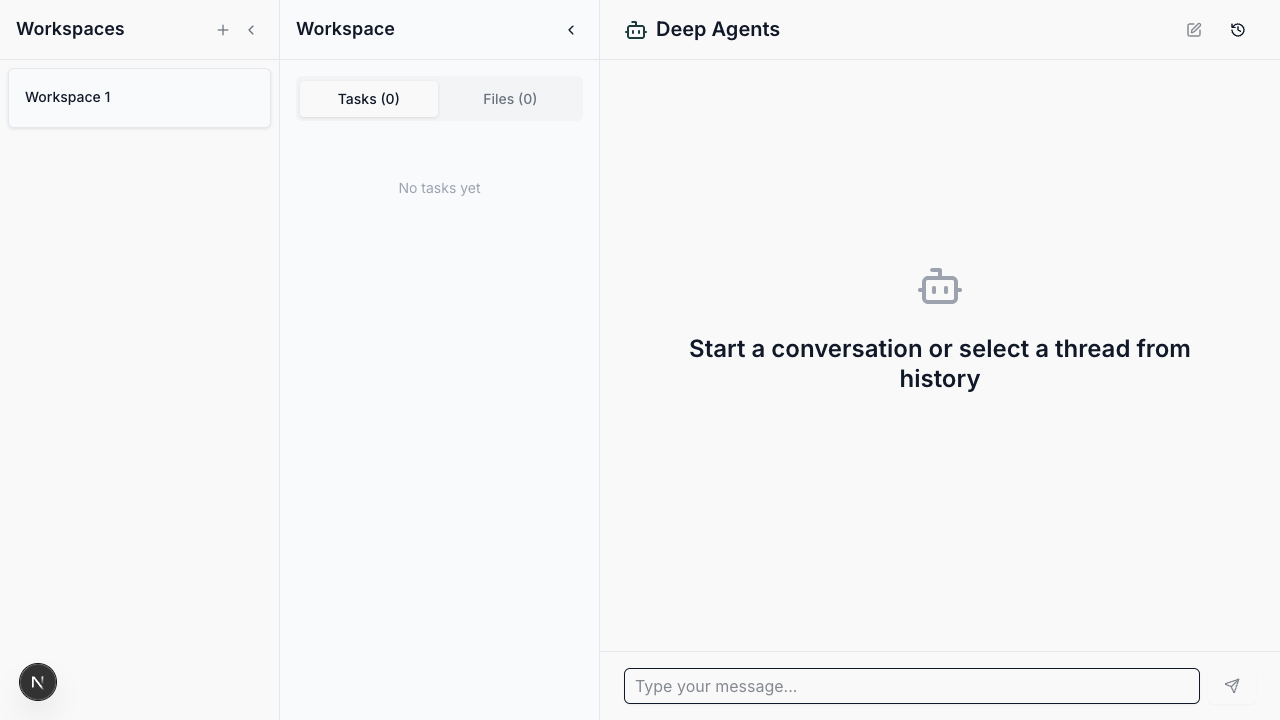 Workspaces
Workspace 1
N
Workspace
Tasks (0)
Files (0)
No tasks yet
Deep Agents
Start a conversation or select a thread from
history
Type your message...